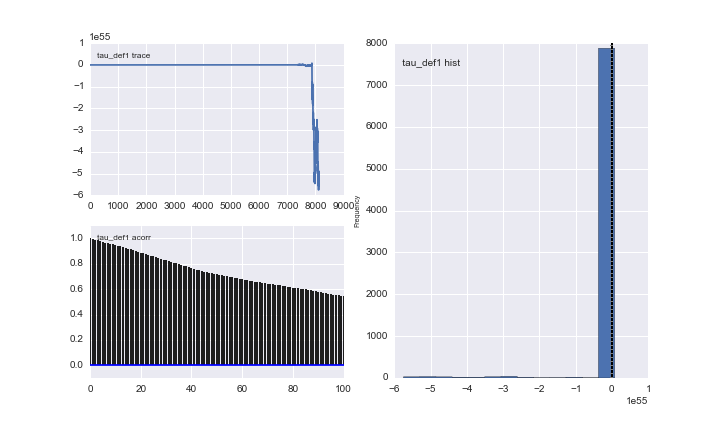 1e55
tau_def1 trace
1
0
−1
−2
−3
−4
−5
−6
0 1000 2000 3000 4000 5000 6000 7000 8000 9000
tau_def1 acorr
1.0
0.8
0.6
0.4
0.2
0.0
0 20 40 60 80 100
Frequency
tau_def1 hist
8000
7000
6000
5000
4000
3000
2000
1000
0
−6 −5 −4 −3 −2 −1 0 1
1e55